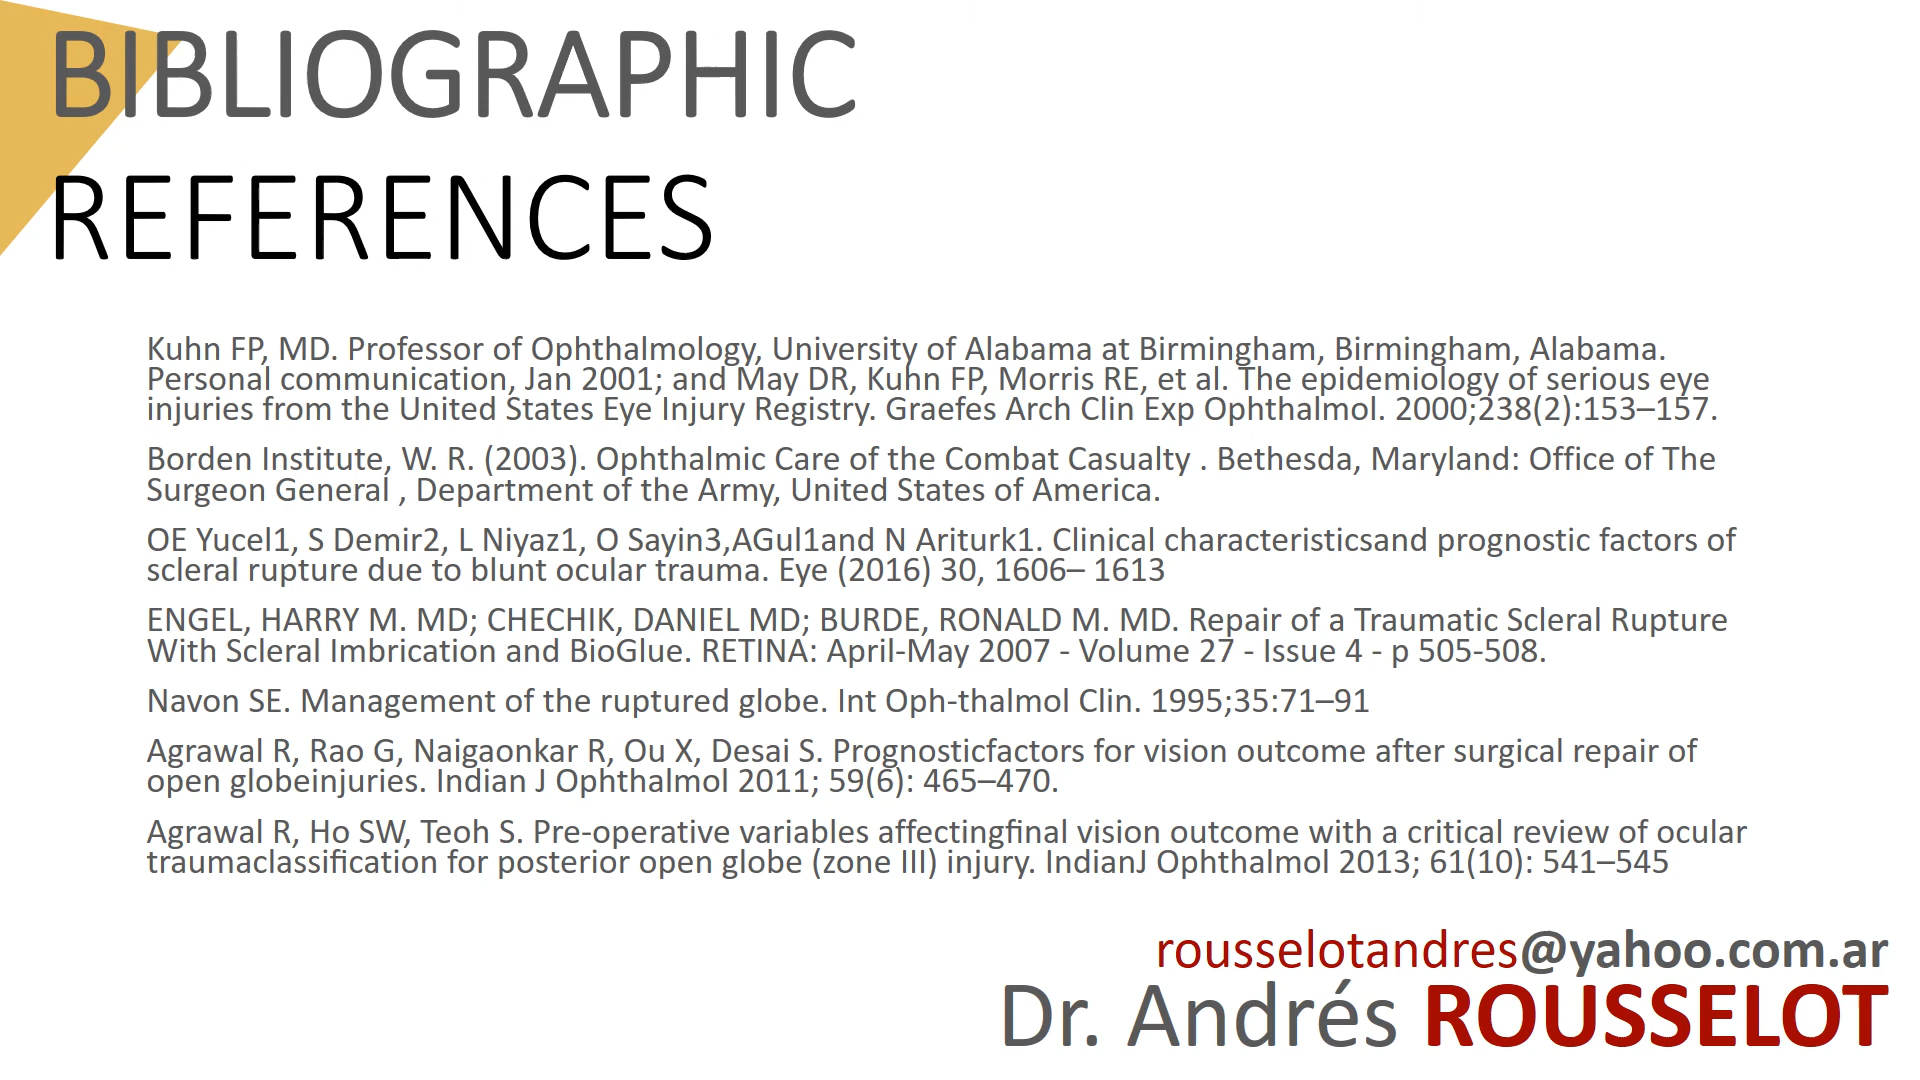 BIBLIOGRAPHIC
REFERENCES
Kuhn FP, MD. Professor of Ophthalmology, University of Alabama at Birmingham, Birmingham, Alabama.
Personal communication, Jan 2001; and May DR, Kuhn FP, Morris RE, et al. The epidemiology of serious eye
injuries from the United States Eye Injury Registry. Graefes Arch Clin Exp Ophthalmol. 2000;238(2):153–157.
Borden Institute, W. R. (2003). Ophthalmic Care of the Combat Casualty . Bethesda, Maryland: Office of The
Surgeon General , Department of the Army, United States of America.
OE Yucel1, S Demir2, L Niyaz1, O Sayin3,AGul1and N Ariturk1. Clinical characteristicsand prognostic factors of
scleral rupture due to blunt ocular trauma. Eye (2016) 30, 1606– 1613
ENGEL, HARRY M. MD; CHECHIK, DANIEL MD; BURDE, RONALD M. MD. Repair of a Traumatic Scleral Rupture
With Scleral Imbrication and BioGlue. RETINA: April-May 2007 - Volume 27 - Issue 4 - p 505-508.
Navon SE. Management of the ruptured globe. Int Oph-thalmol Clin. 1995;35:71–91
Agrawal R, Rao G, Naigaonkar R, Ou X, Desai S. Prognosticfactors for vision outcome after surgical repair of
open globeinjuries. Indian J Ophthalmol 2011; 59(6): 465–470.
Agrawal R, Ho SW, Teoh S. Pre-operative variables affectingfinal vision outcome with a critical review of ocular
traumaclassification for posterior open globe (zone III) injury. IndianJ Ophthalmol 2013; 61(10): 541–545
rousselotandres@yahoo.com.ar
Dr. Andrés ROUSSELOT